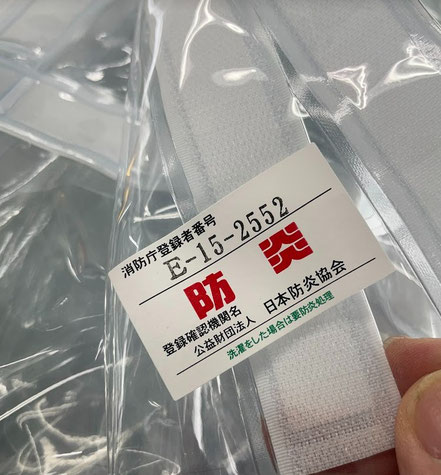 消防庁登録者番号
E-15-2552
防炎
登録確認機関名
公益財団法人 日本防炎協会
洗濯をした場合は要防炎処理